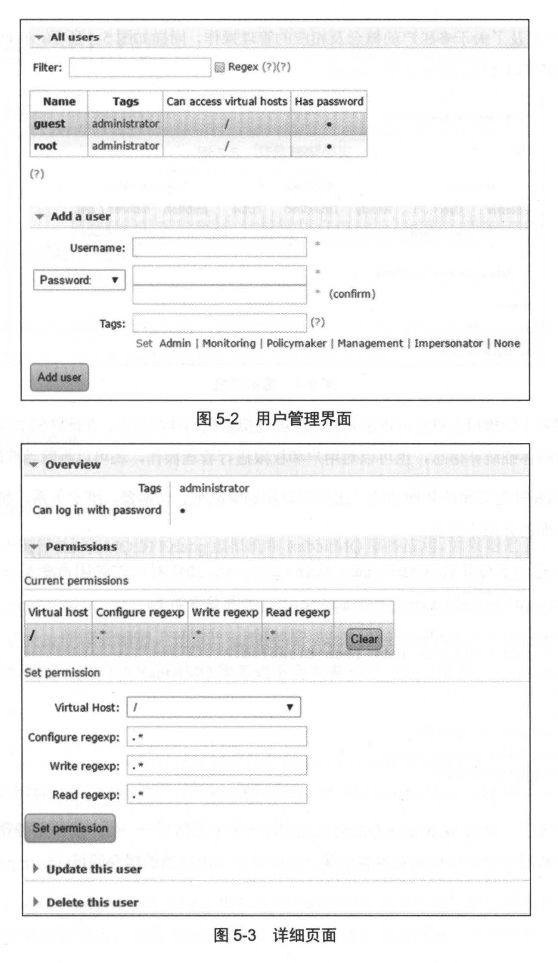 All users
Filter: Regex (?)(?)
Name Tags Can access virtual hosts Has password
guest administrator / •
root administrator / •
(?)
Add a user
Username: *
Password: ▼ *
* (confirm)
Tags: (?)
Set Admin | Monitoring | Policymaker | Management | Impersonator | None
Add user
图 5-2 用户管理界面
Overview
Tags administrator
Can log in with password •
Permissions
Current permissions
Virtual host Configure regexp Write regexp Read regexp
/ .* .* .* Clear
Set permission
Virtual Host: / ▼
Configure regexp: .*
Write regexp: .*
Read regexp: .*
Set permission
Update this user
Delete this user
图 5-3 详细页面